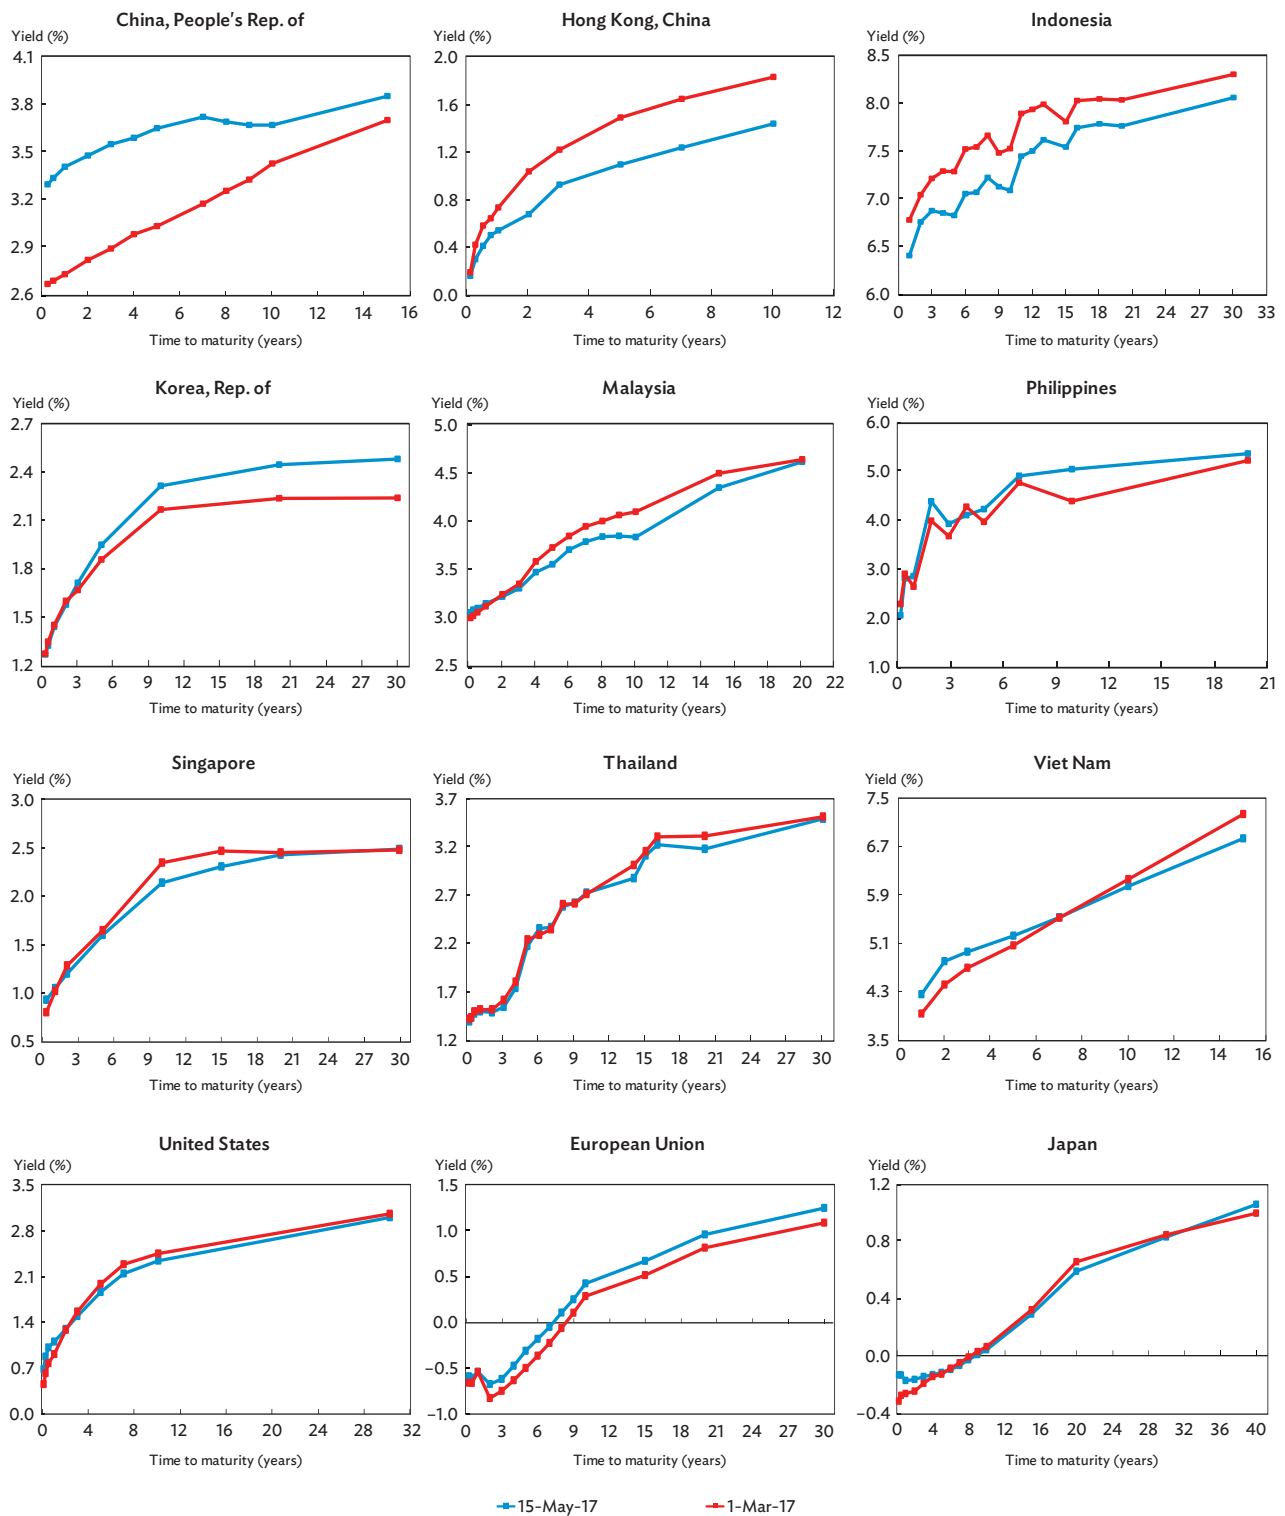 China, People's Rep. of
Yield (%)
4.1
3.8
3.5
3.2
2.9
2.6
0 2 4 6 8 10 12 14 16
Time to maturity (years)
Hong Kong, China
Yield (%)
2.0
1.6
1.2
0.8
0.4
0.0
0 2 4 6 8 10 12
Time to maturity (years)
Indonesia
Yield (%)
8.5
8.0
7.5
7.0
6.5
6.0
0 3 6 9 12 15 18 21 24 27 30 33
Time to maturity (years)
Korea, Rep. of
Yield (%)
2.7
2.4
2.1
1.8
1.5
1.2
0 3 6 9 12 15 18 21 24 27 30
Time to maturity (years)
Malaysia
Yield (%)
5.0
4.5
4.0
3.5
3.0
2.5
0 2 4 6 8 10 12 14 16 18 20 22
Time to maturity (years)
Philippines
Yield (%)
6.0
5.0
4.0
3.0
2.0
1.0
0 3 6 9 12 15 18 21
Time to maturity (years)
Singapore
Yield (%)
3.0
2.5
2.0
1.5
1.0
0.5
0 3 6 9 12 15 18 21 24 27 30
Time to maturity (years)
Thailand
Yield (%)
3.7
3.2
2.7
2.2
1.7
1.2
0 3 6 9 12 15 18 21 24 27 30
Time to maturity (years)
Viet Nam
Yield (%)
7.5
6.7
5.9
5.1
4.3
3.5
0 2 4 6 8 10 12 14 16
Time to maturity (years)
United States
Yield (%)
3.5
2.8
2.1
1.4
0.7
0.0
0 4 8 12 16 20 24 28 32
Time to maturity (years)
European Union
Yield (%)
1.5
1.0
0.5
0.0
–0.5
–1.0
0 3 6 9 12 15 18 21 24 27 30
Time to maturity (years)
Japan
Yield (%)
1.2
0.8
0.4
0.0
–0.4
0 4 8 12 16 20 24 28 32 36 40
Time to maturity (years)
15-May-17 1-Mar-17